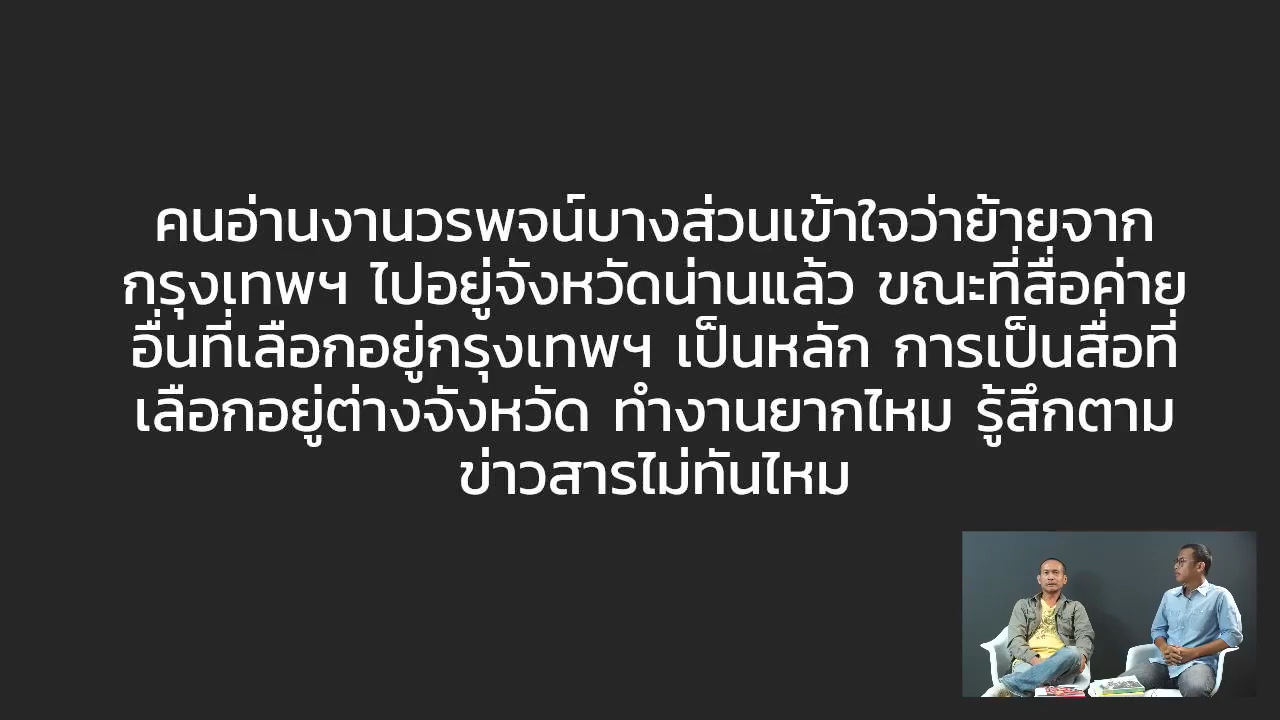 คนอ่านงานวรพจน์บางส่วนเข้าใจว่าย้ายจาก
กรุงเทพฯ ไปอยู่จังหวัดน่านแล้ว ขณะที่สื่อค่าย
อื่นที่เลือกอยู่กรุงเทพฯ เป็นหลัก การเป็นสื่อที่
เลือกอยู่ต่างจังหวัด ทำงานยากไหม รู้สึกตาม
ข่าวสารไม่ทันไหม